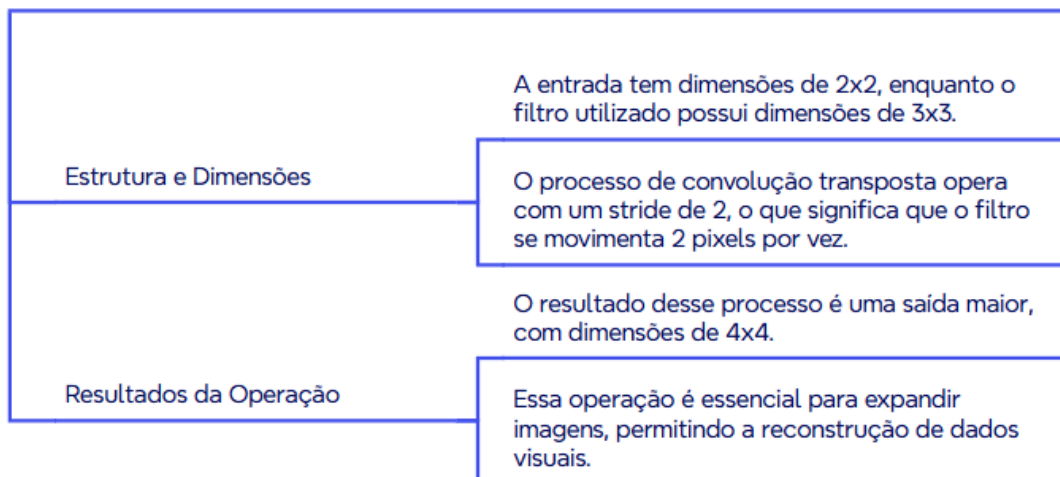 Estrutura e Dimensões
A entrada tem dimensões de 2x2, enquanto o
filtro utilizado possui dimensões de 3x3.
O processo de convolução transposta opera
com um stride de 2, o que significa que o filtro
se movimenta 2 pixels por vez.
Resultados da Operação
O resultado desse processo é uma saída maior,
com dimensões de 4x4.
Essa operação é essencial para expandir
imagens, permitindo a reconstrução de dados
visuais.